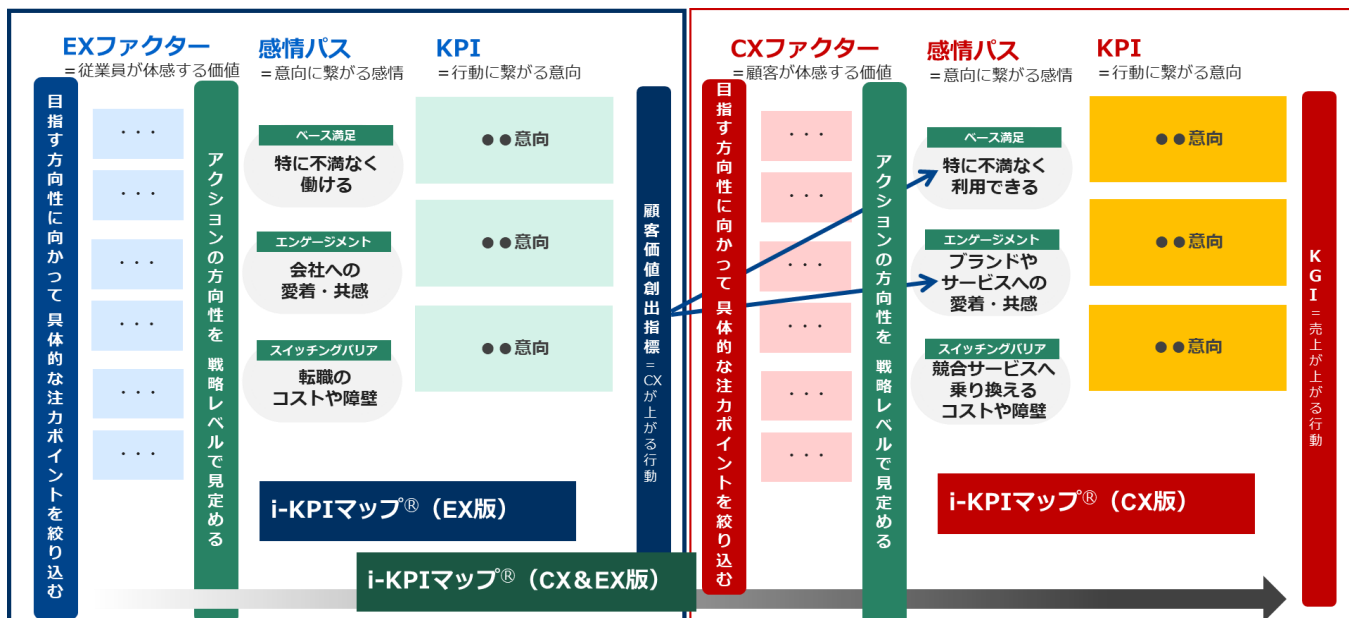 EXファクター
=従業員が体感する価値
感情パス
=意向に繋がる感情
KPI
=行動に繋がる意向
目指す方向性に向かって 具体的な注力ポイントを絞り込む
・・・
・・・
・・・
・・・
・・・
・・・
アクションの方向性を 戦略レベルで見定める
ベース満足
特に不満なく
働ける
エンゲージメント
会社への
愛着・共感
スイッチングバリア
転職の
コストや障壁
●●意向
●●意向
●●意向
顧客価値創出指標=CXが上がる行動
i-KPIマップ®（EX版）
CXファクター
=顧客が体感する価値
感情パス
=意向に繋がる感情
KPI
=行動に繋がる意向
目指す方向性に向かって 具体的な注力ポイントを絞り込む
・・・
・・・
・・・
・・・
・・・
・・・
アクションの方向性を 戦略レベルで見定める
ベース満足
特に不満なく
利用できる
エンゲージメント
ブランドや
サービスへの
愛着・共感
スイッチングバリア
競合サービスへ
乗り換える
コストや障壁
●●意向
●●意向
●●意向
KGI=売上が上がる行動
i-KPIマップ®（CX版）
i-KPIマップ®（CX＆EX版）